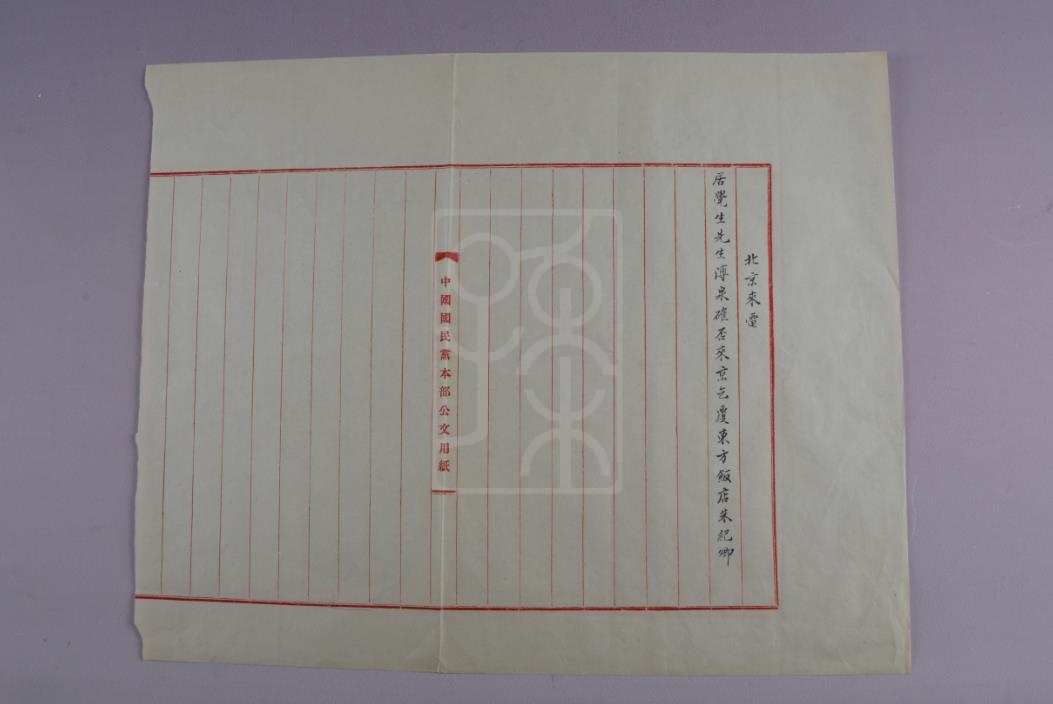 北京來電
居覺生先生溥泉確否來京乞覆東方飯店朱紀卿
中國國民黨本部公文用紙